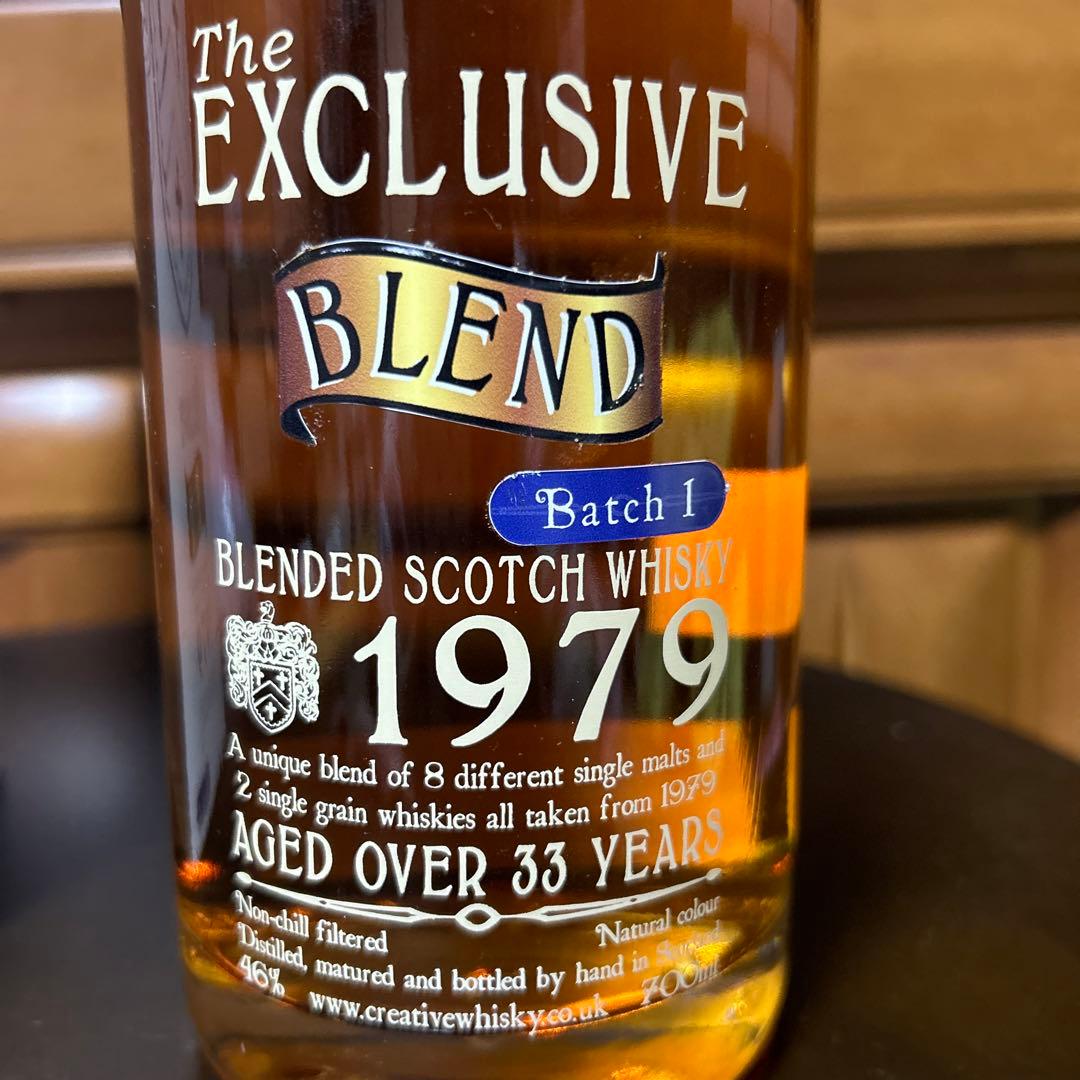 The
EXCLUSIVE
BLEND
Batch 1
BLENDED SCOTCH WHISKY
1979
A unique blend of 8 different single malts and
2 single grain whiskies all taken from 1979
AGED OVER 33 YEARS
Non-chill filtered Natural colour
Distilled, matured and bottled by hand in Scotland
46% www.creativewhisky.co.uk 700ml